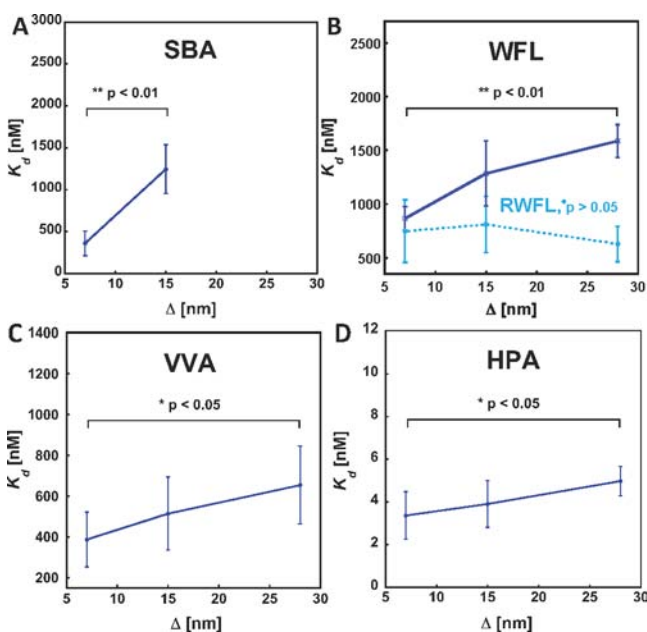 A
SBA
** p < 0.01
3000
2500
2000
1500
1000
500
0
K_d [nM]
5 10 15 20 25 30
Δ [nm]
B
WFL
** p < 0.01
RWFL,*p > 0.05
2500
2000
1500
1000
500
K_d [nM]
5 10 15 20 25 30
Δ [nm]
C
VVA
* p < 0.05
1400
1200
1000
800
600
400
200
K_d [nM]
5 10 15 20 25 30
Δ [nm]
D
HPA
* p < 0.05
12
10
8
6
4
2
0
K_d [nM]
5 10 15 20 25 30
Δ [nm]